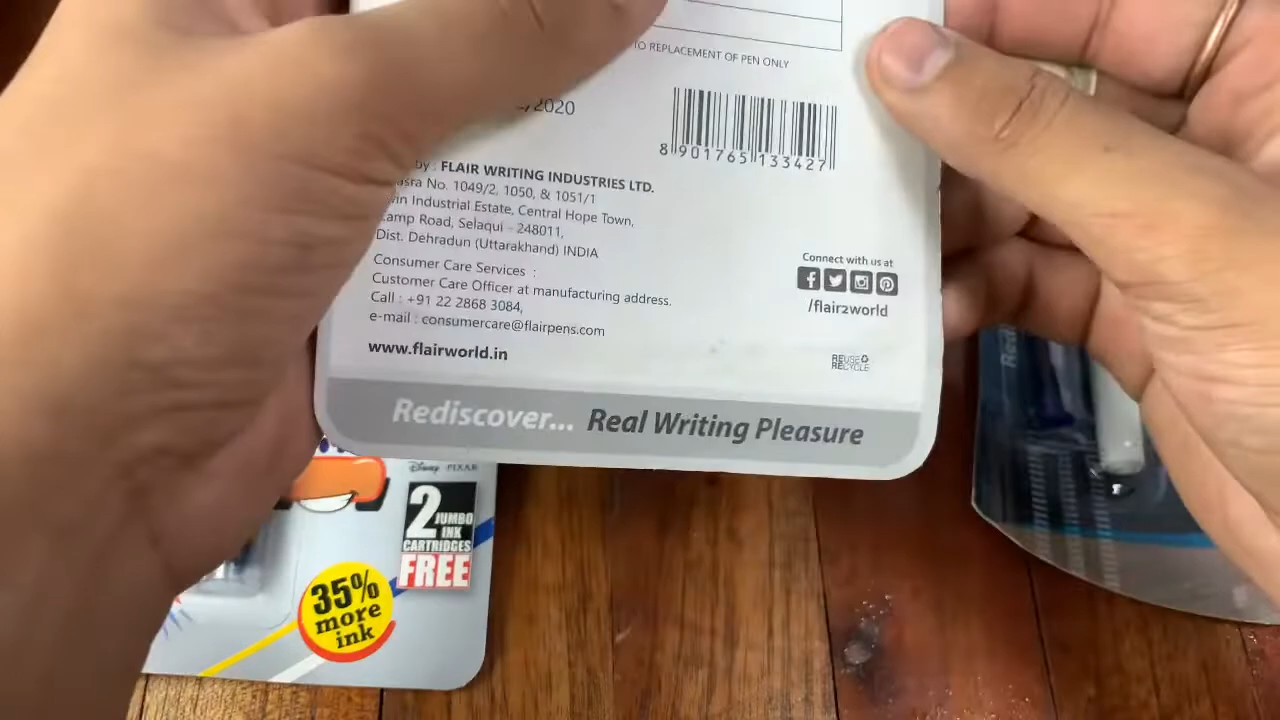 TO REPLACEMENT OF PEN ONLY
/2020
8 901765 133427
by : FLAIR WRITING INDUSTRIES LTD.
No. 1049/2, 1050, & 1051/1
Industrial Estate, Central Hope Town,
Camp Road, Selaqui - 248011,
Dist. Dehradun (Uttarakhand) INDIA
Consumer Care Services :
Customer Care Officer at manufacturing address.
Call : +91 22 2868 3084,
e-mail : consumercare@flairpens.com
www.flairworld.in
Connect with us at
/flair2world
REUSE
RECYCLE
Rediscover... Real Writing Pleasure
Disney PIXAR
2 JUMBO
INK
CARTRIDGES
FREE
35%
more
ink